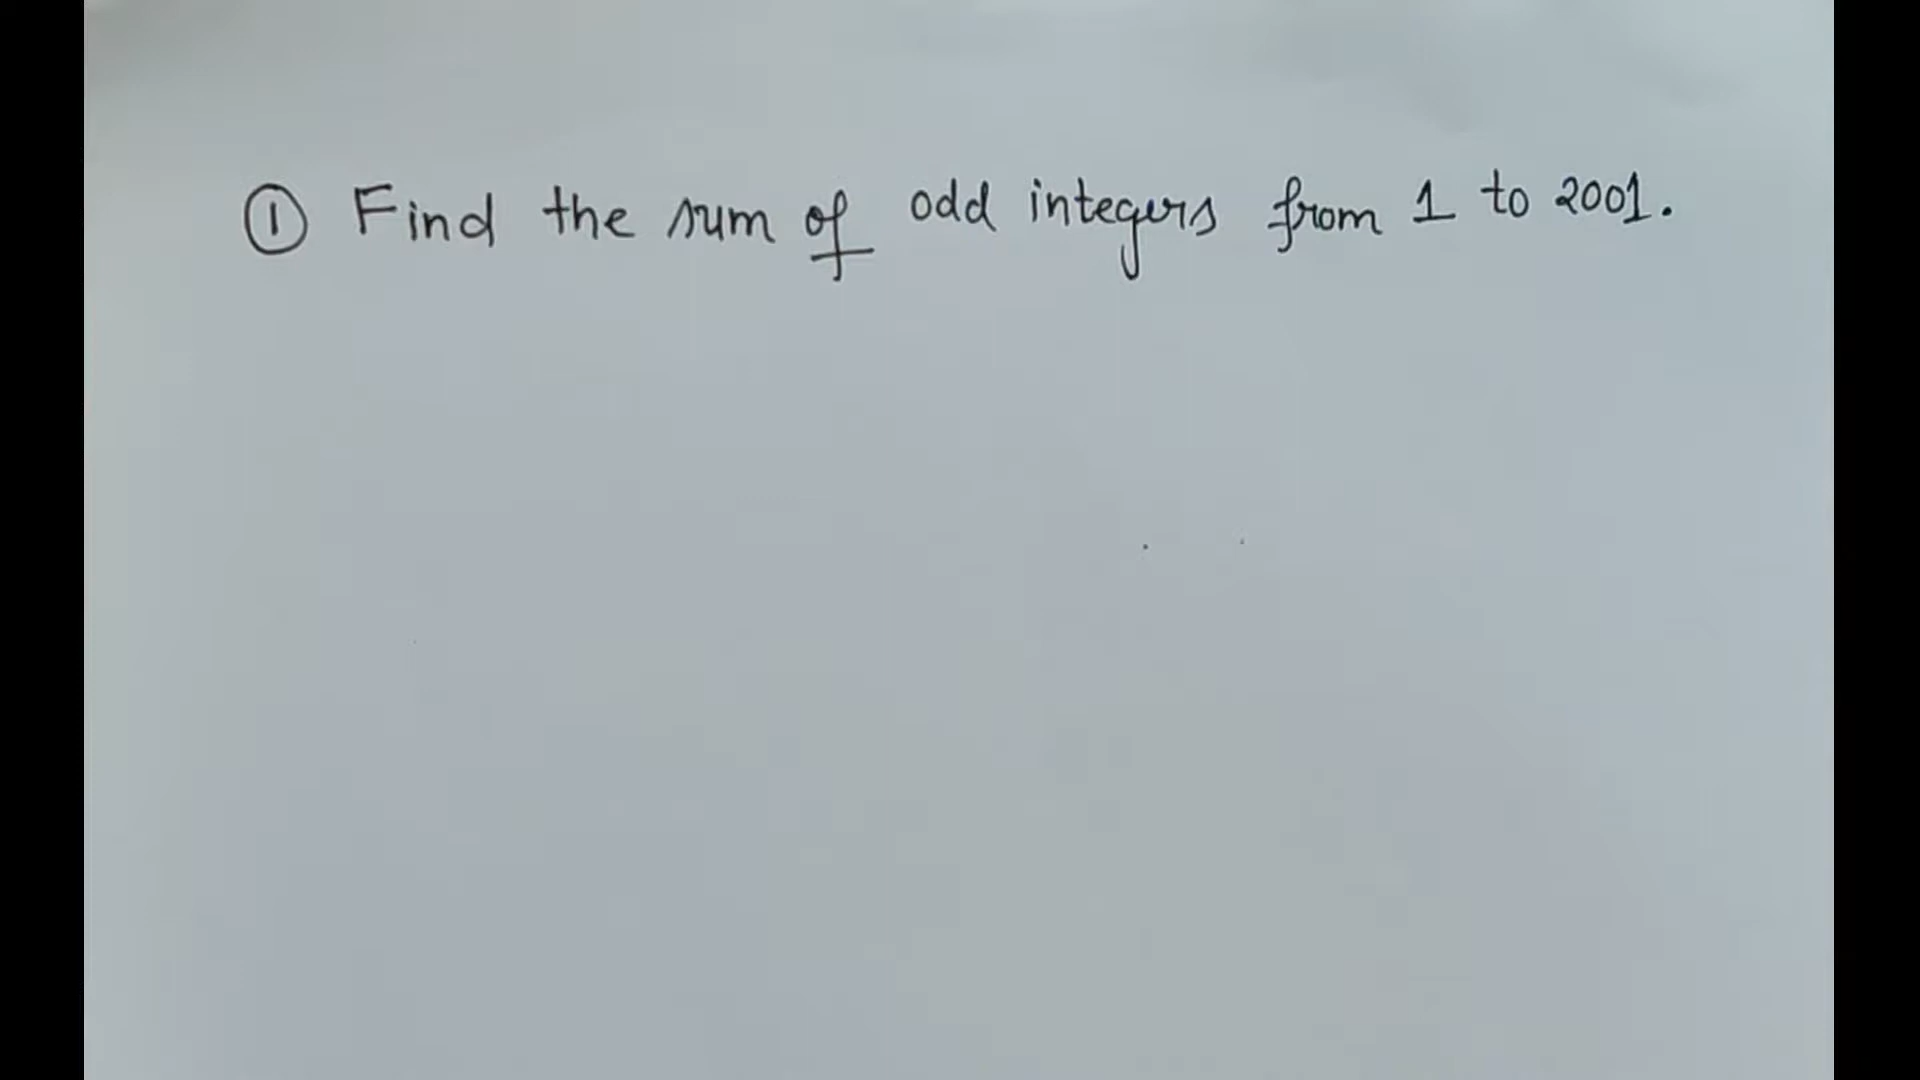 ① Find the sum of odd integers from 1 to 2001.